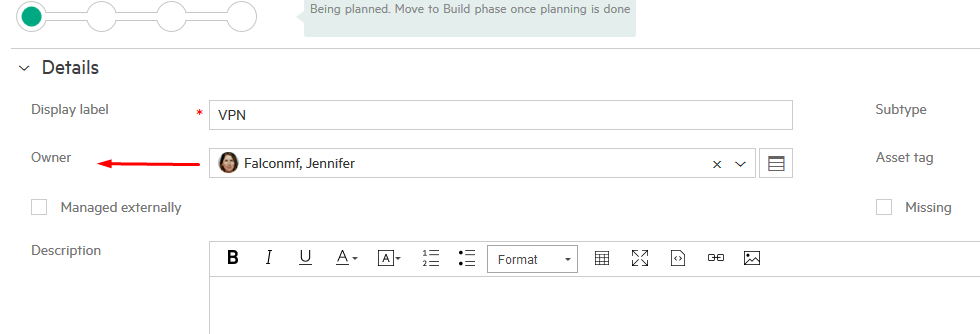 Being planned. Move to Build phase once planning is done
Details
Display label * VPN Subtype
Owner Falconmf, Jennifer Asset tag
Managed externally Missing
Description B I U A A Format